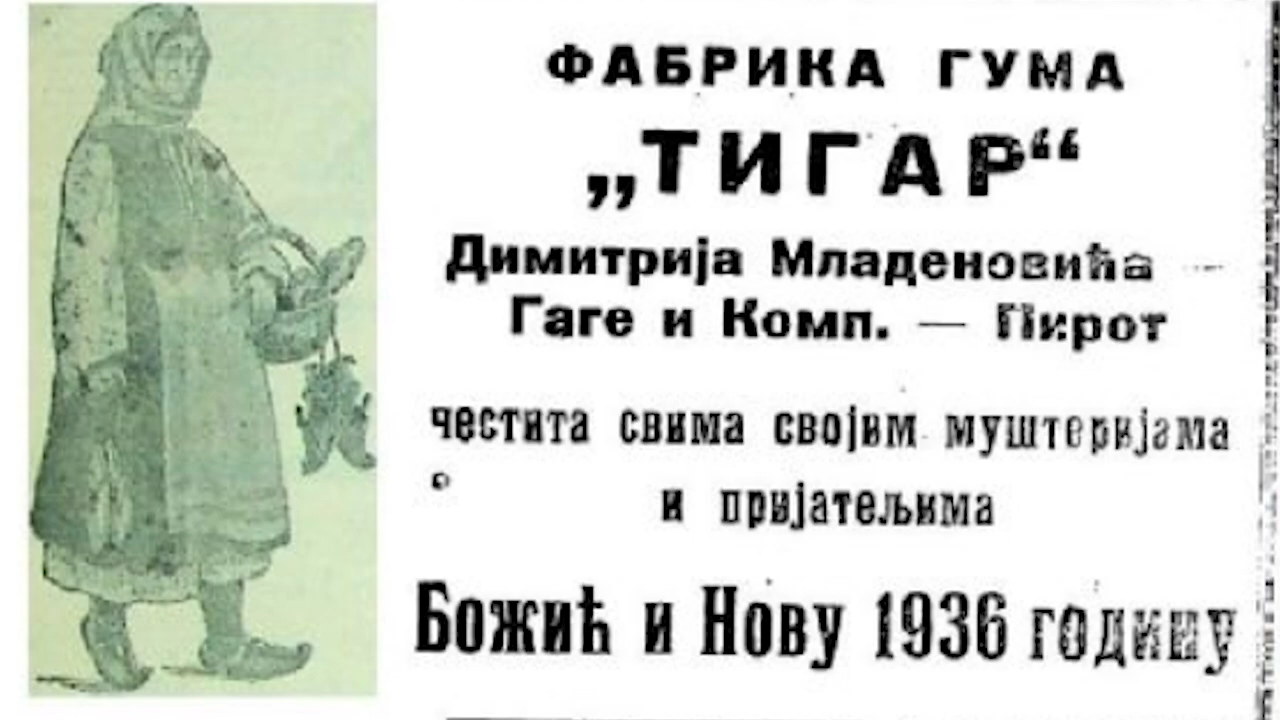 ФАБРИКА ГУМА
„ТИГАР“
Димитрија Младеновића —
Гаге и Комп. — Пирот
честита свима својим муштеријама
и пријатељима
Божић и Нову 1936 годину